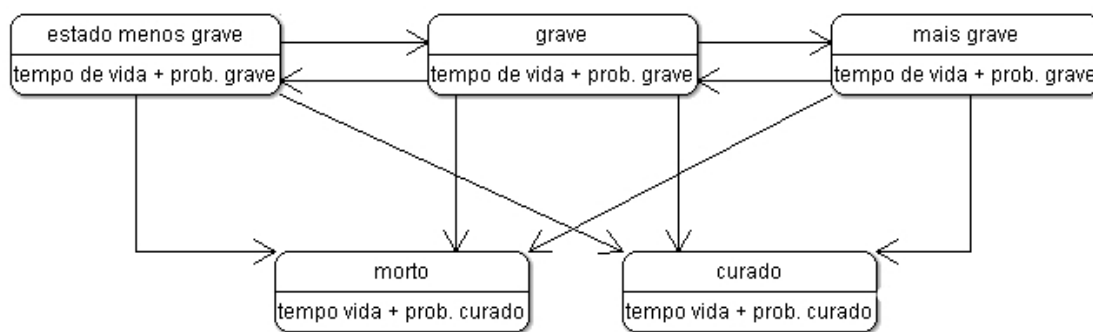 estado menos grave
tempo de vida + prob. grave
grave
tempo de vida + prob. grave
mais grave
tempo de vida + prob. grave
morto
tempo vida + prob. curado
curado
tempo vida + prob. curado